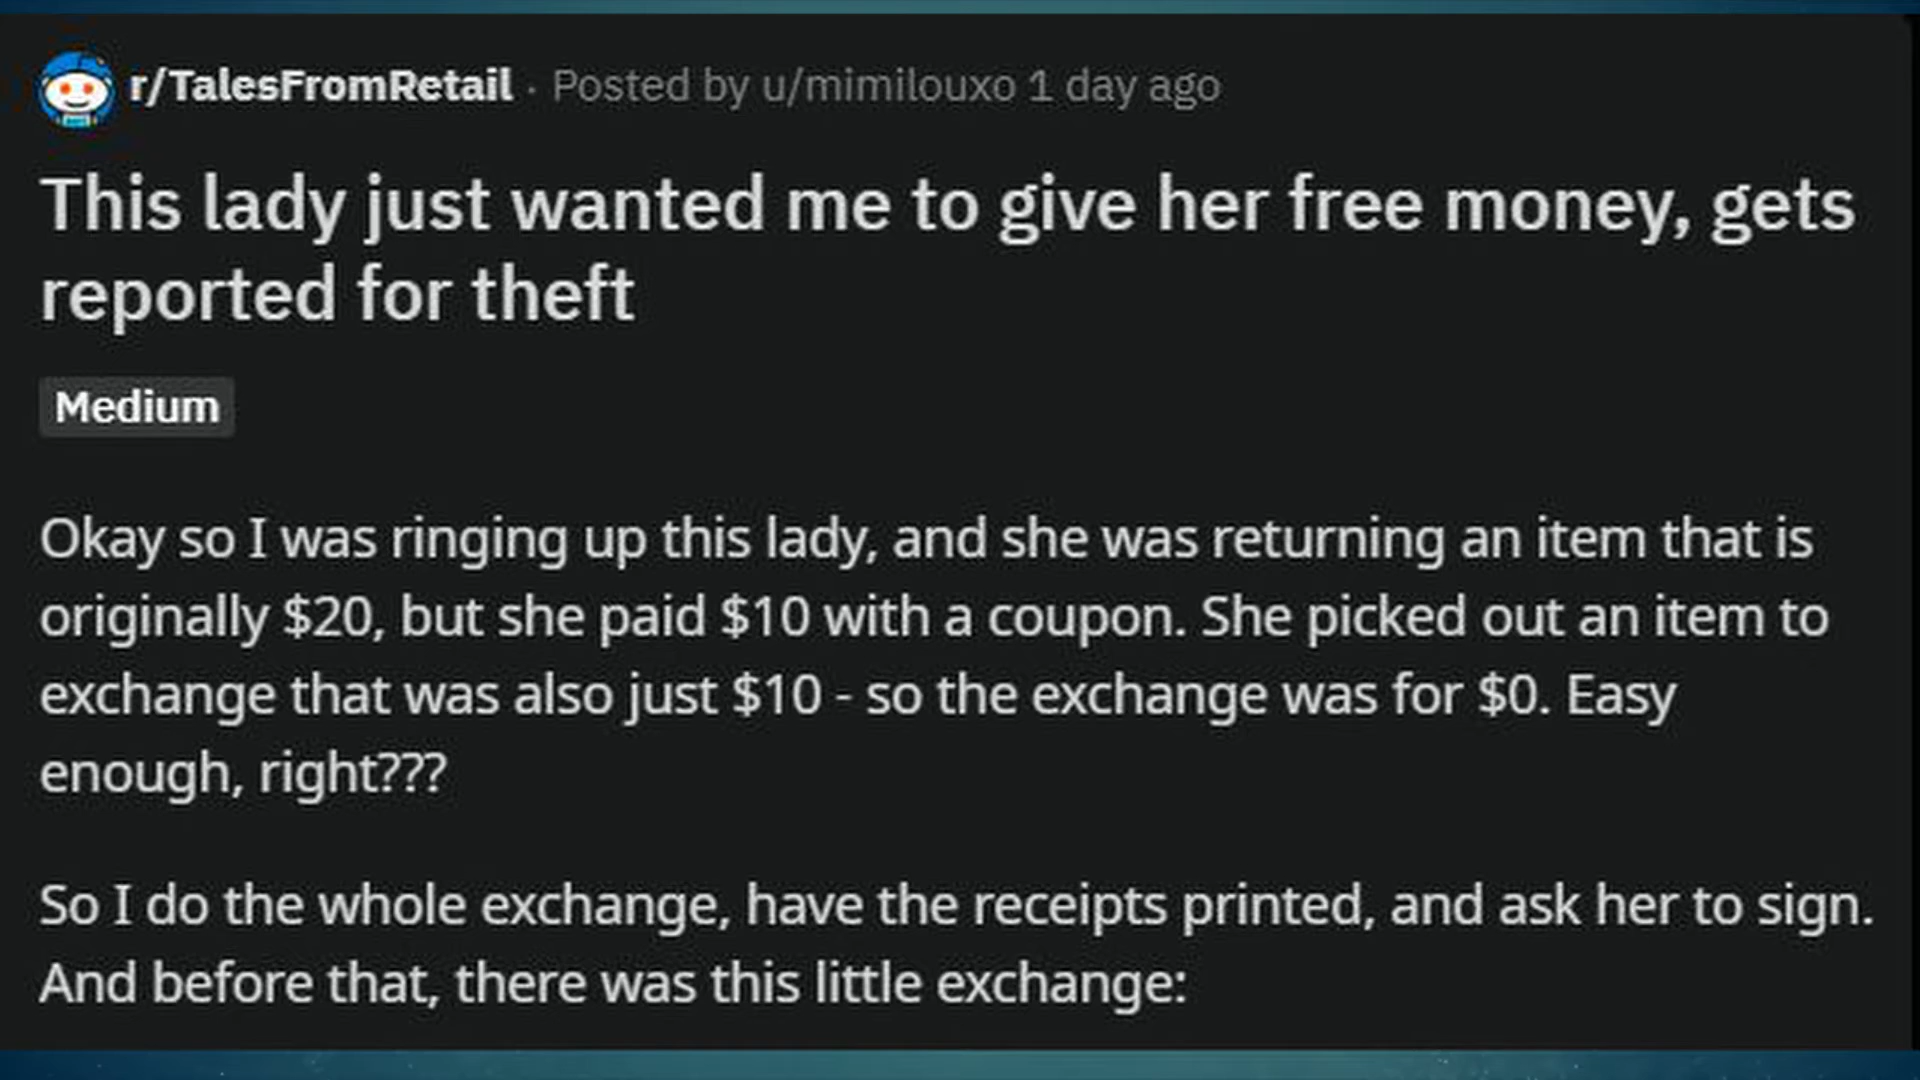 r/TalesFromRetail · Posted by u/mimilouxo 1 day ago
This lady just wanted me to give her free money, gets
reported for theft
Medium
Okay so I was ringing up this lady, and she was returning an item that is
originally $20, but she paid $10 with a coupon. She picked out an item to
exchange that was also just $10 - so the exchange was for $0. Easy
enough, right???
So I do the whole exchange, have the receipts printed, and ask her to sign.
And before that, there was this little exchange: